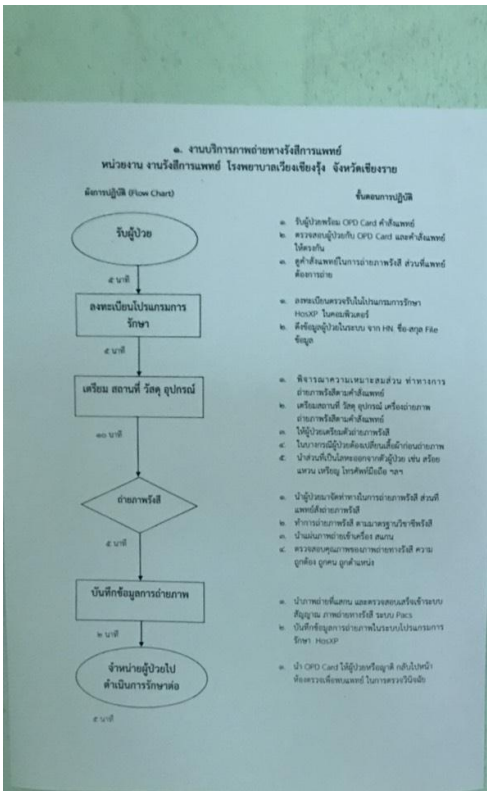 ๑. งานบริการภาพถ่ายทางรังสีการแพทย์
หน่วยงาน งานรังสีการแพทย์ โรงพยาบาลเวียงเชียงรุ้ง จังหวัดเชียงราย
ผังการปฏิบัติ (Flow Chart)
ขั้นตอนการปฏิบัติ
รับผู้ป่วย
๑. รับผู้ป่วยพร้อม OPD Card คำสั่งแพทย์
๒. ตรวจสอบผู้ป่วยกับ OPD Card และคำสั่งแพทย์
ให้ตรงกัน
๓. ดูคำสั่งแพทย์ในการถ่ายภาพรังสี ส่วนที่แพทย์
ต้องการถ่าย
๕ นาที
ลงทะเบียนโปรแกรมการ
รักษา
๑. ลงทะเบียนตรวจรับในโปรแกรมการรักษา
HosXP ในคอมพิวเตอร์
๒. ดึงข้อมูลผู้ป่วยในระบบ จาก HN ชื่อ-สกุล File
ข้อมูล
๕ นาที
เตรียม สถานที่ วัสดุ อุปกรณ์
๑. พิจารณาความเหมาะสมส่วน ท่าทางการ
ถ่ายภาพรังสีตามคำสั่งแพทย์
๒. เตรียมสถานที่ วัสดุ อุปกรณ์ เครื่องถ่ายภาพ
ถ่ายภาพรังสีตามคำสั่งแพทย์
๓. ให้ผู้ป่วยเตรียมตัวถ่ายภาพรังสี
๔. ในบางกรณีผู้ป่วยต้องเปลี่ยนเสื้อผ้าก่อนถ่ายภาพ
๕. นำส่วนที่เป็นโลหะออกจากตัวผู้ป่วย เช่น สร้อย
แหวน เหรียญ โทรศัพท์มือถือ ฯลฯ
๑๐ นาที
ถ่ายภาพรังสี
๑. นำผู้ป่วยมาจัดท่าทางในการถ่ายภาพรังสี ส่วนที่
แพทย์สั่งถ่ายภาพรังสี
๒. ทำการถ่ายภาพรังสี ตามมาตรฐานวิชาชีพรังสี
๓. นำแผ่นภาพถ่ายเข้าเครื่อง สแกน
๔. ตรวจสอบคุณภาพของภาพถ่ายทางรังสี ความ
ถูกต้อง ถูกคน ถูกตำแหน่ง
๕ นาที
บันทึกข้อมูลการถ่ายภาพ
๑. นำภาพถ่ายที่สแกน และตรวจสอบเสร็จเข้าระบบ
สัญญาณ ภาพถ่ายทางรังสี ระบบ Pacs
๒. บันทึกข้อมูลการถ่ายภาพในระบบโปรแกรมการ
รักษา HosXP
๒ นาที
จำหน่ายผู้ป่วยไป
ดำเนินการรักษาต่อ
๑. นำ OPD Card ให้ผู้ป่วยหรือญาติ กลับไปหน้า
ห้องตรวจเพื่อพบแพทย์ ในการตรวจวินิจฉัย
๕ นาที